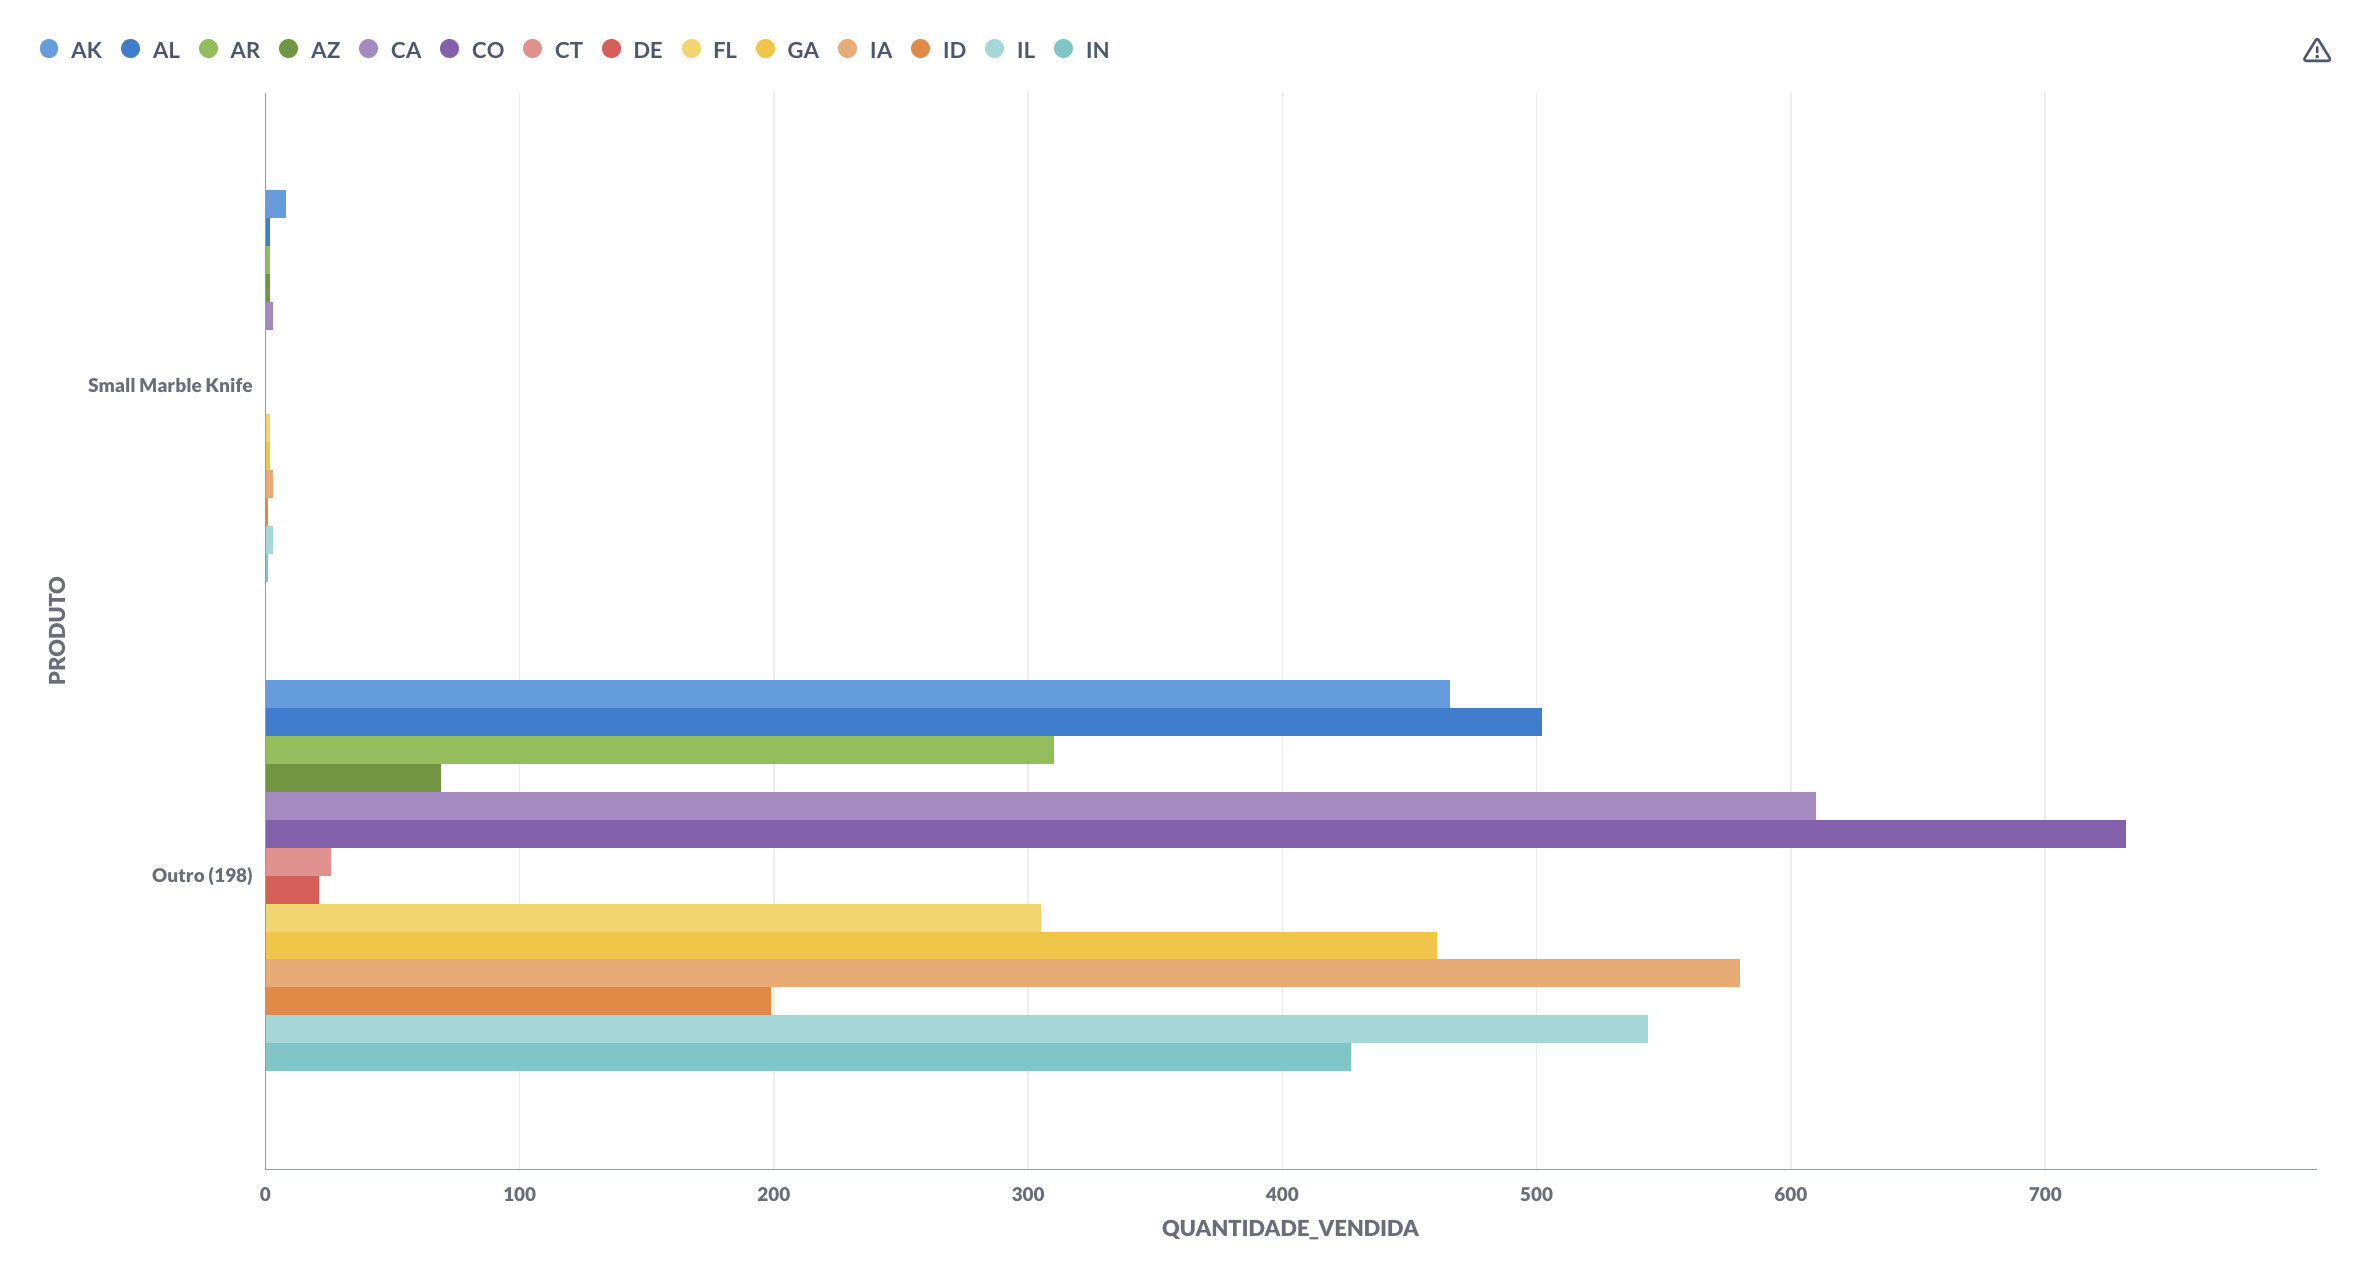 AK AL AR AZ CA CO CT DE FL GA IA ID IL IN
PRODUTO
Small Marble Knife
Outro (198)
0 100 200 300 400 500 600 700
QUANTIDADE_VENDIDA